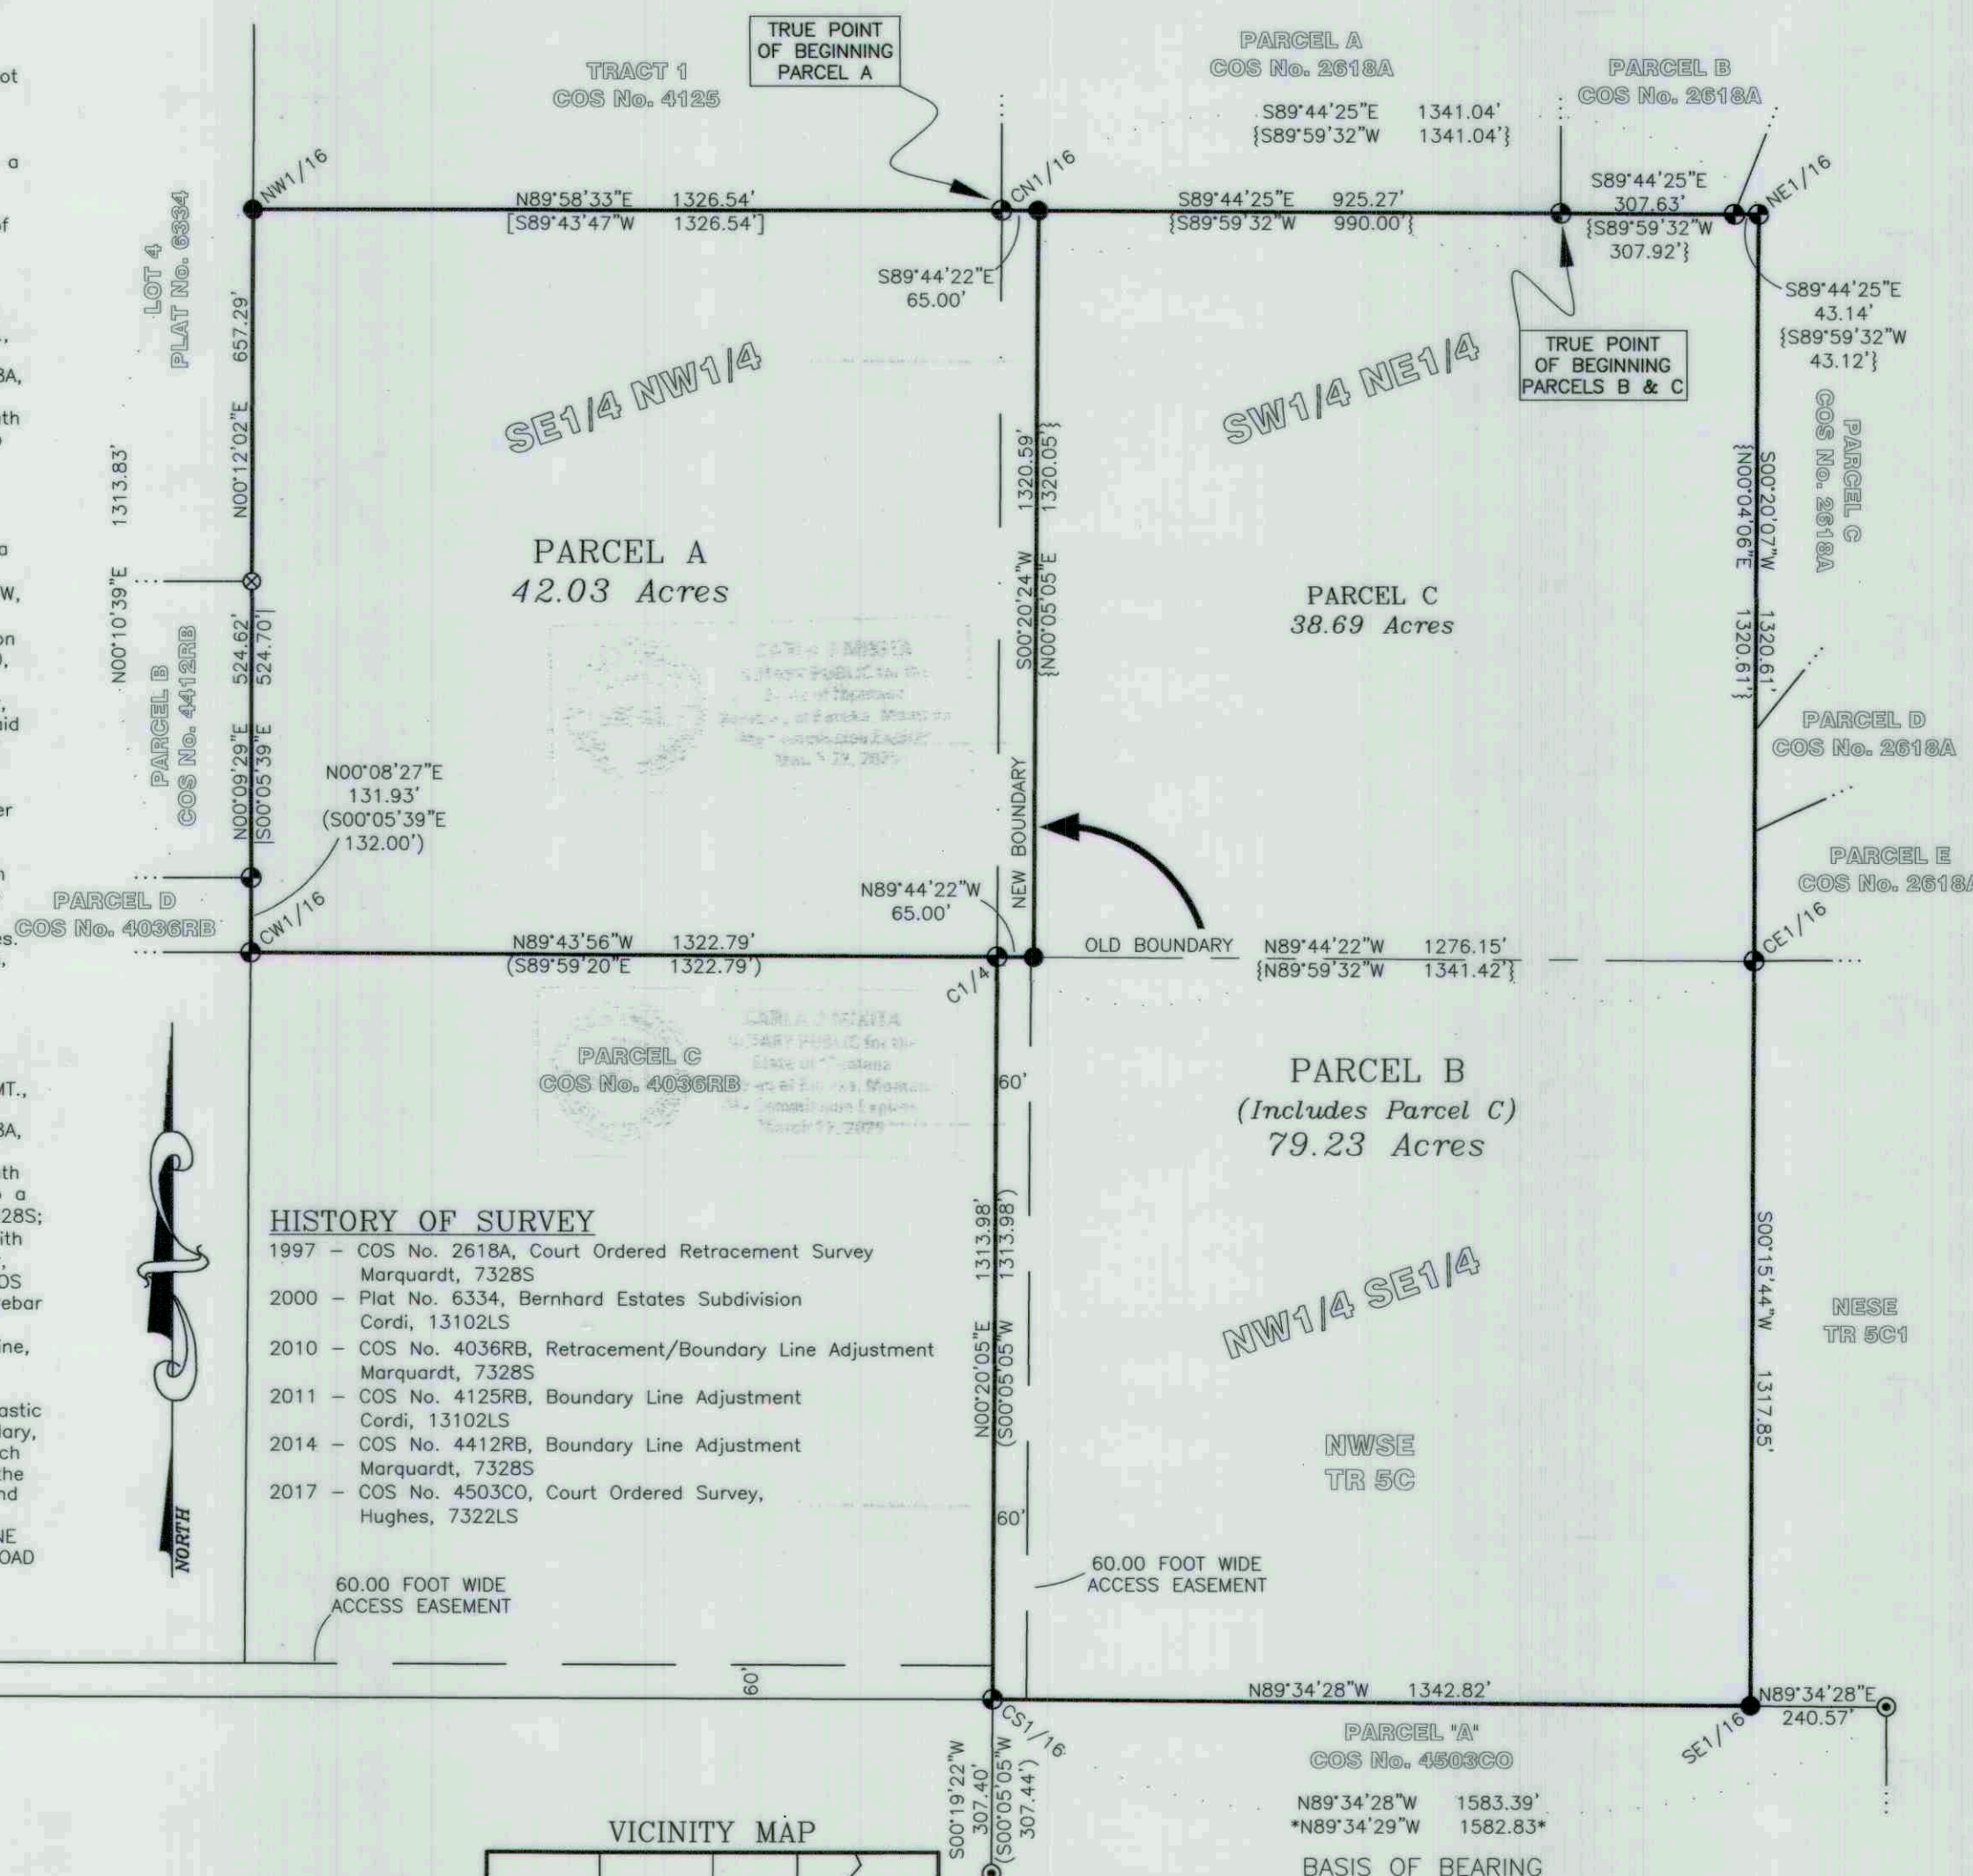 TRUE POINT
OF BEGINNING
PARCEL A
TRACT 1
COS No. 4125
PARCEL A
COS No. 2618A
PARCEL B
COS No. 2618A
S89°44'25"E 1341.04'
{S89°59'32"W 1341.04'}
NW1/16
CN1/16
NE1/16
N89°58'33"E 1326.54'
[S89°43'47"W 1326.54']
S89°44'25"E 925.27'
{S89°59'32"W 990.00'}
S89°44'25"E
307.63'
{S89°59'32"W
307.92'}
S89°44'22"E
65.00'
S89°44'25"E
43.14'
{S89°59'32"W
43.12'}
TRUE POINT
OF BEGINNING
PARCELS B & C
LOT 4
PLAT No. 6334
N00°12'02"E 657.29'
N00°10'39"E 1313.83'
SE1/4 NW1/4
SW1/4 NE1/4
S00°20'24"W 1320.59'
{N00°05'05"E 1320.05'}
S00°20'07"W 1320.61'
{N00°04'06"E 1320.61'}
PARCEL C
COS No. 2618A
PARCEL A
42.03 Acres
PARCEL C
38.69 Acres
PARCEL B
COS No. 4412RB
N00°09'29"E 524.62'
|S00°05'39"E 524.70'|
PARCEL D
COS No. 2618A
N00°08'27"E
131.93'
(S00°05'39"E
132.00')
NEW BOUNDARY
PARCEL E
COS No. 2618A
PARCEL D
COS No. 4036RB
CW1/16
N89°44'22"W
65.00'
CE1/16
N89°43'56"W 1322.79'
(S89°59'20"E 1322.79')
C1/4
OLD BOUNDARY
N89°44'22"W 1276.15'
{N89°59'32"W 1341.42'}
PARCEL C
COS No. 4036RB
60'
PARCEL B
(Includes Parcel C)
79.23 Acres
HISTORY OF SURVEY
1997 – COS No. 2618A, Court Ordered Retracement Survey
Marquardt, 7328S
2000 – Plat No. 6334, Bernhard Estates Subdivision
Cordi, 13102LS
2010 – COS No. 4036RB, Retracement/Boundary Line Adjustment
Marquardt, 7328S
2011 – COS No. 4125RB, Boundary Line Adjustment
Cordi, 13102LS
2014 – COS No. 4412RB, Boundary Line Adjustment
Marquardt, 7328S
2017 – COS No. 4503CO, Court Ordered Survey,
Hughes, 7322LS
N00°20'05"E 1313.98'
(S00°05'05"W 1313.98')
NW1/4 SE1/4
S00°15'44"W 1317.85'
NESE
TR 5C1
NWSE
TR 5C
60'
NORTH
60.00 FOOT WIDE
ACCESS EASEMENT
60.00 FOOT WIDE
ACCESS EASEMENT
60'
N89°34'28"W 1342.82'
N89°34'28"E
240.57'
CS1/16
SE1/16
PARCEL "A"
COS No. 4503CO
S00°19'22"W
307.40'
(S00°05'05"W
307.44')
N89°34'28"W 1583.39'
*N89°34'29"W 1582.83*
BASIS OF BEARING
VICINITY MAP